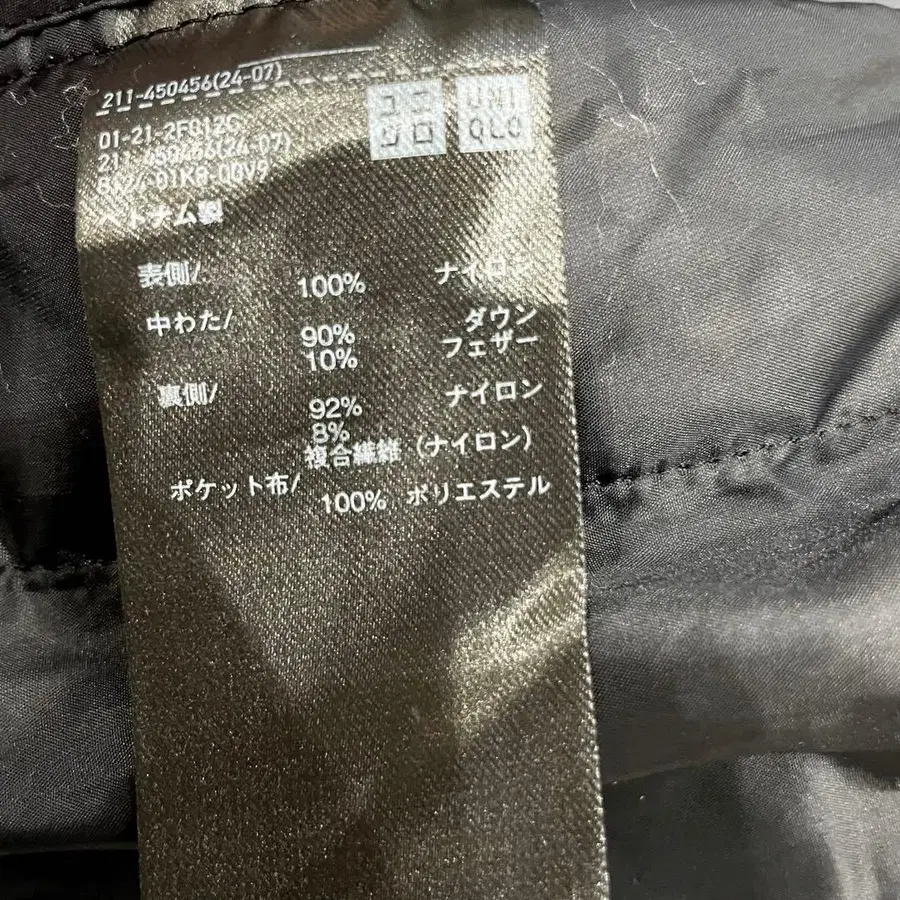 211-450456(24-07)
ユニ
クロ
UNI
QLO
01-21-2F012C
211-450456(24-07)
ベトナム製
表側/ 100% ナイロン
中わた/ 90% ダウン
10% フェザー
裏側/ 92% ナイロン
8%
複合繊維(ナイロン)
ポケット布/ 100% ポリエステル